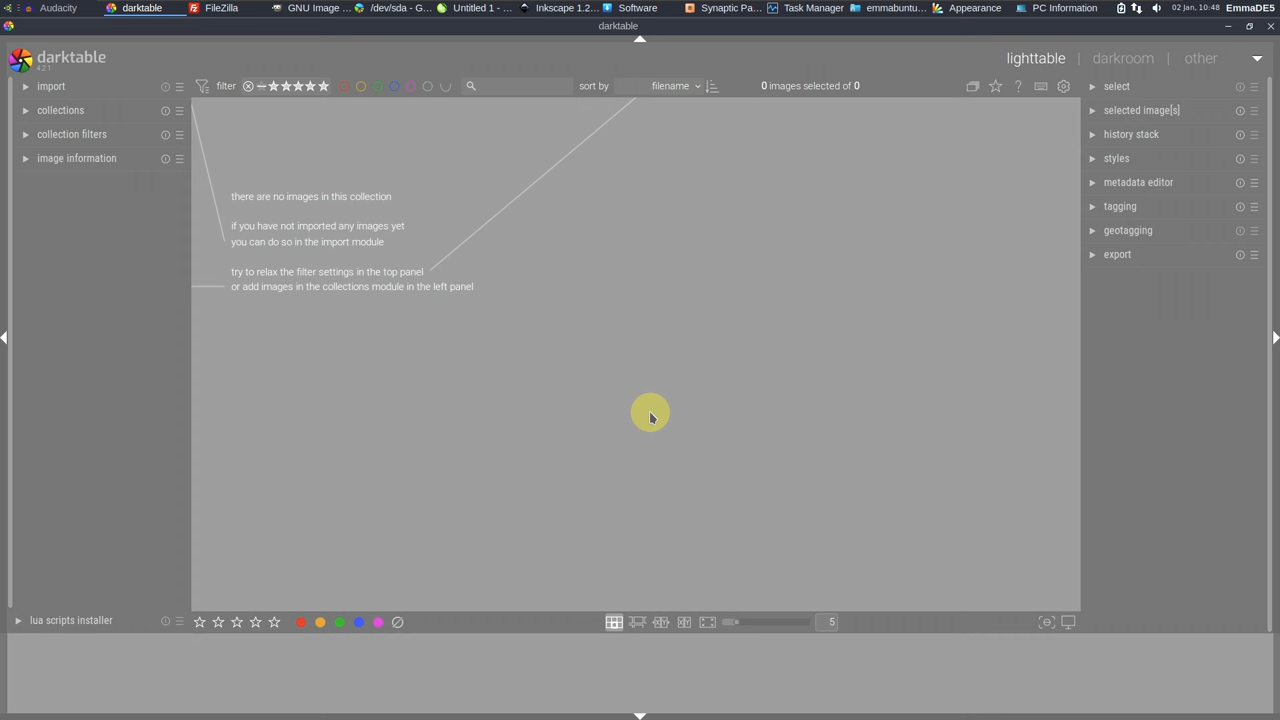 Audacity
darktable
FileZilla
GNU Image ...
/dev/sda - G...
Untitled 1 - ...
Inkscape 1.2...
Software
Synaptic Pa...
Task Manager
emmabuntu...
Appearance
PC Information
02 Jan, 10:48
EmmaDE5
darktable
darktable
4.2.1
lighttable | darkroom | other
import
filter
sort by
filename
0 images selected of 0
select
collections
selected image[s]
collection filters
history stack
image information
styles
metadata editor
there are no images in this collection
tagging
if you have not imported any images yet
geotagging
you can do so in the import module
export
try to relax the filter settings in the top panel
or add images in the collections module in the left panel
lua scripts installer
5